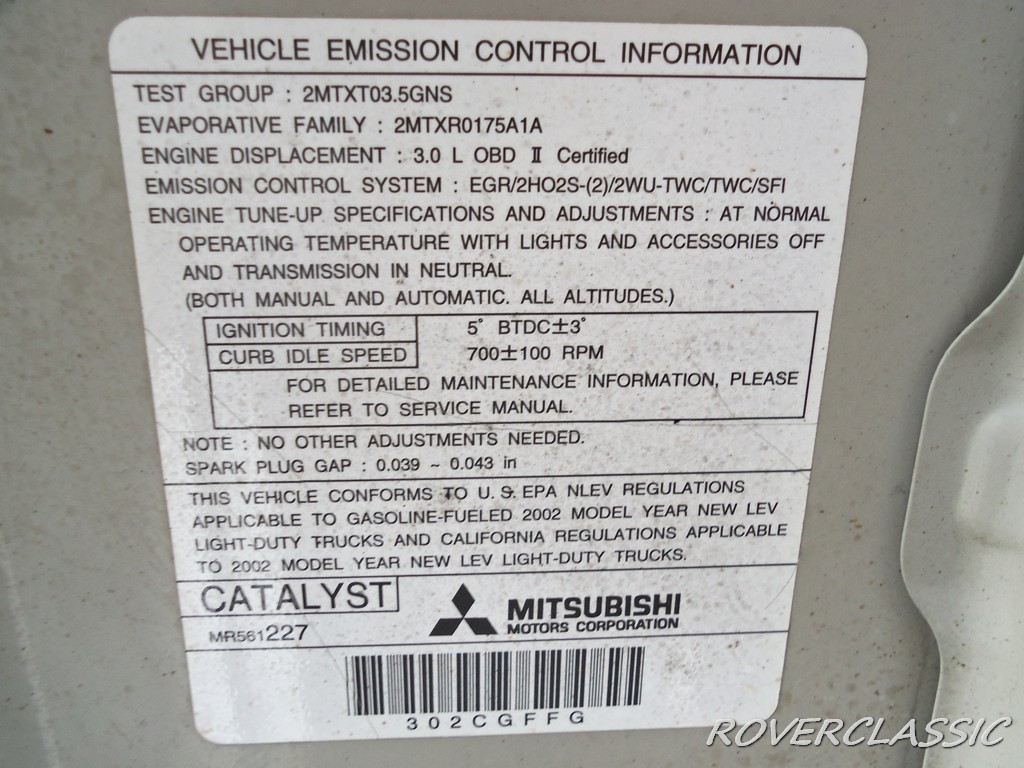 VEHICLE EMISSION CONTROL INFORMATION
TEST GROUP : 2MTXT03.5GNS
EVAPORATIVE FAMILY : 2MTXR0175A1A
ENGINE DISPLACEMENT : 3.0 L OBD II Certified
EMISSION CONTROL SYSTEM : EGR/2HO2S-(2)/2WU-TWC/TWC/SFI
ENGINE TUNE-UP SPECIFICATIONS AND ADJUSTMENTS : AT NORMAL
OPERATING TEMPERATURE WITH LIGHTS AND ACCESSORIES OFF
AND TRANSMISSION IN NEUTRAL.
(BOTH MANUAL AND AUTOMATIC. ALL ALTITUDES.)
IGNITION TIMING 5° BTDC±3°
CURB IDLE SPEED 700±100 RPM
FOR DETAILED MAINTENANCE INFORMATION, PLEASE
REFER TO SERVICE MANUAL.
NOTE : NO OTHER ADJUSTMENTS NEEDED.
SPARK PLUG GAP : 0.039 ~ 0.043 in
THIS VEHICLE CONFORMS TO U. S. EPA NLEV REGULATIONS
APPLICABLE TO GASOLINE-FUELED 2002 MODEL YEAR NEW LEV
LIGHT-DUTY TRUCKS AND CALIFORNIA REGULATIONS APPLICABLE
TO 2002 MODEL YEAR NEW LEV LIGHT-DUTY TRUCKS.
CATALYST
MITSUBISHI
MOTORS CORPORATION
MR561227
302CGFFG
ROVERCLASSIC